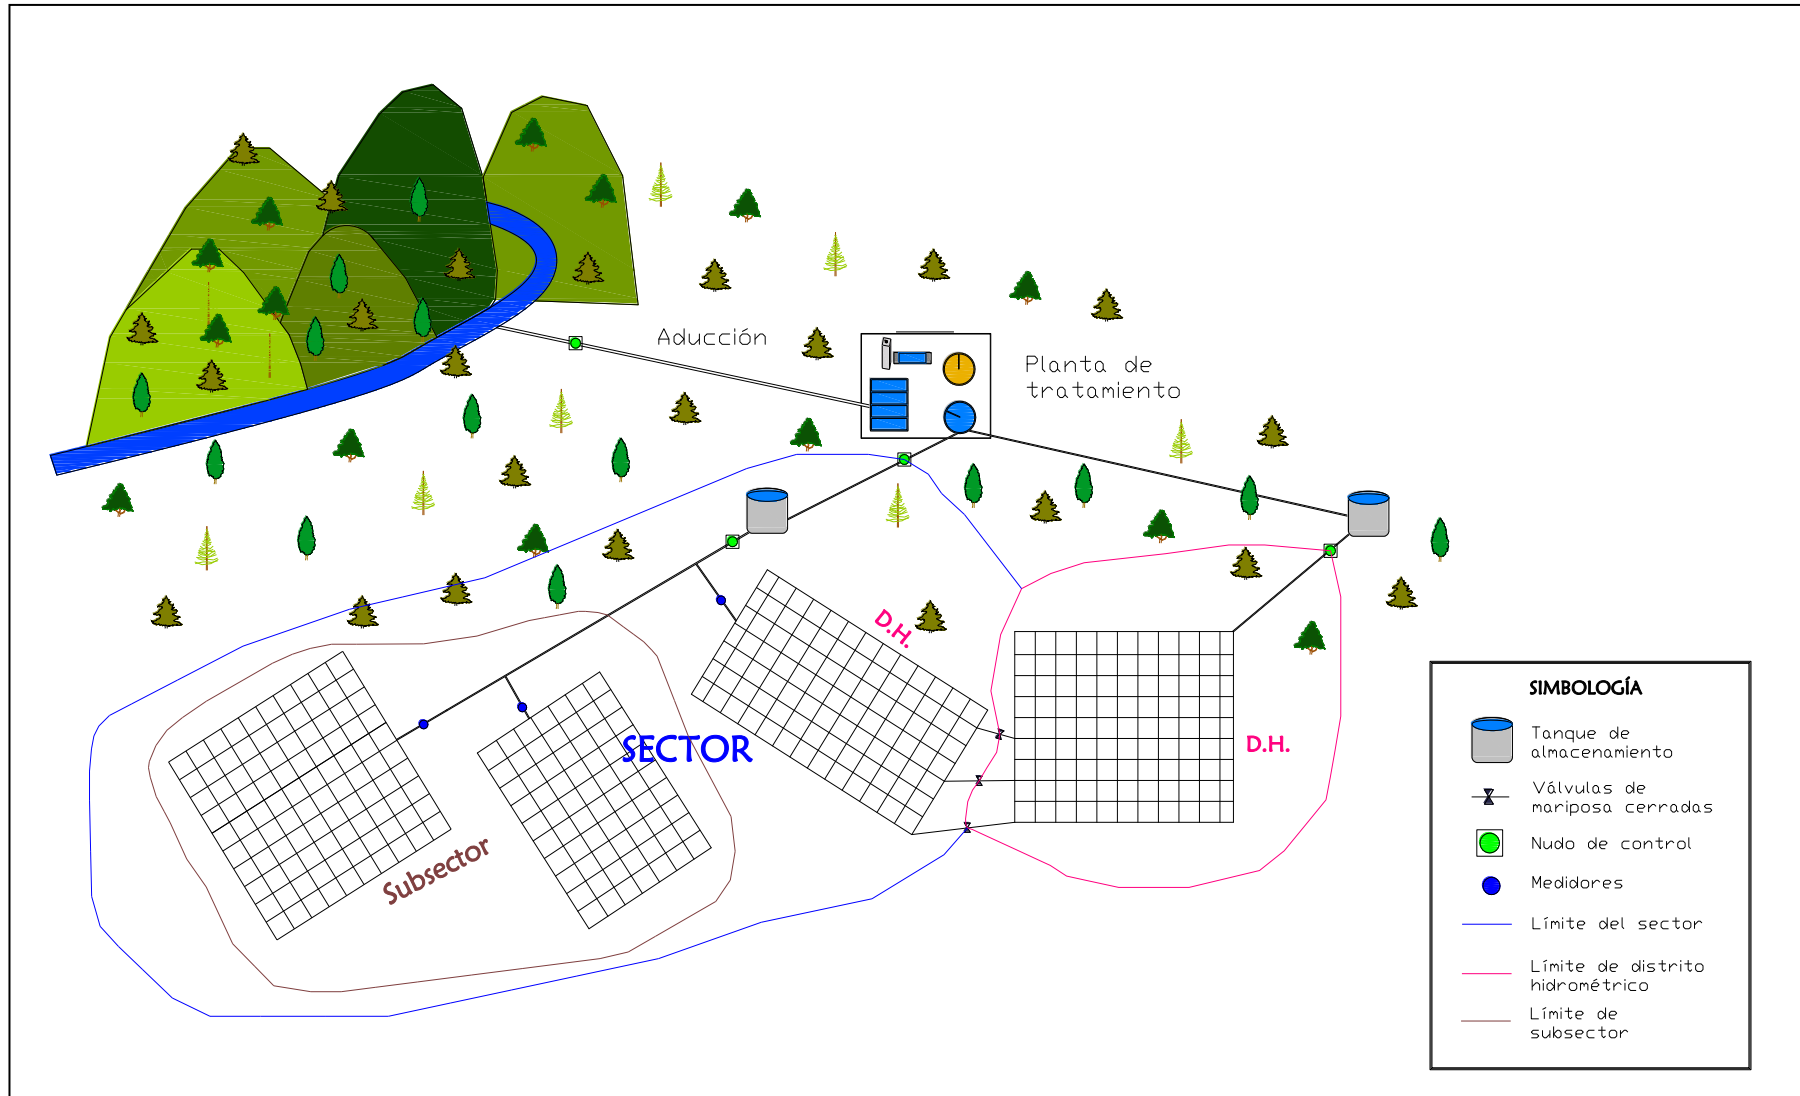 Aducción
Planta de
tratamiento
D.H.
SECTOR
D.H.
Subsector
SIMBOLOGÍA
Tanque de
almacenamiento
Válvulas de
mariposa cerradas
Nudo de control
Medidores
Límite del sector
Límite de distrito
hidrométrico
Límite de
subsector